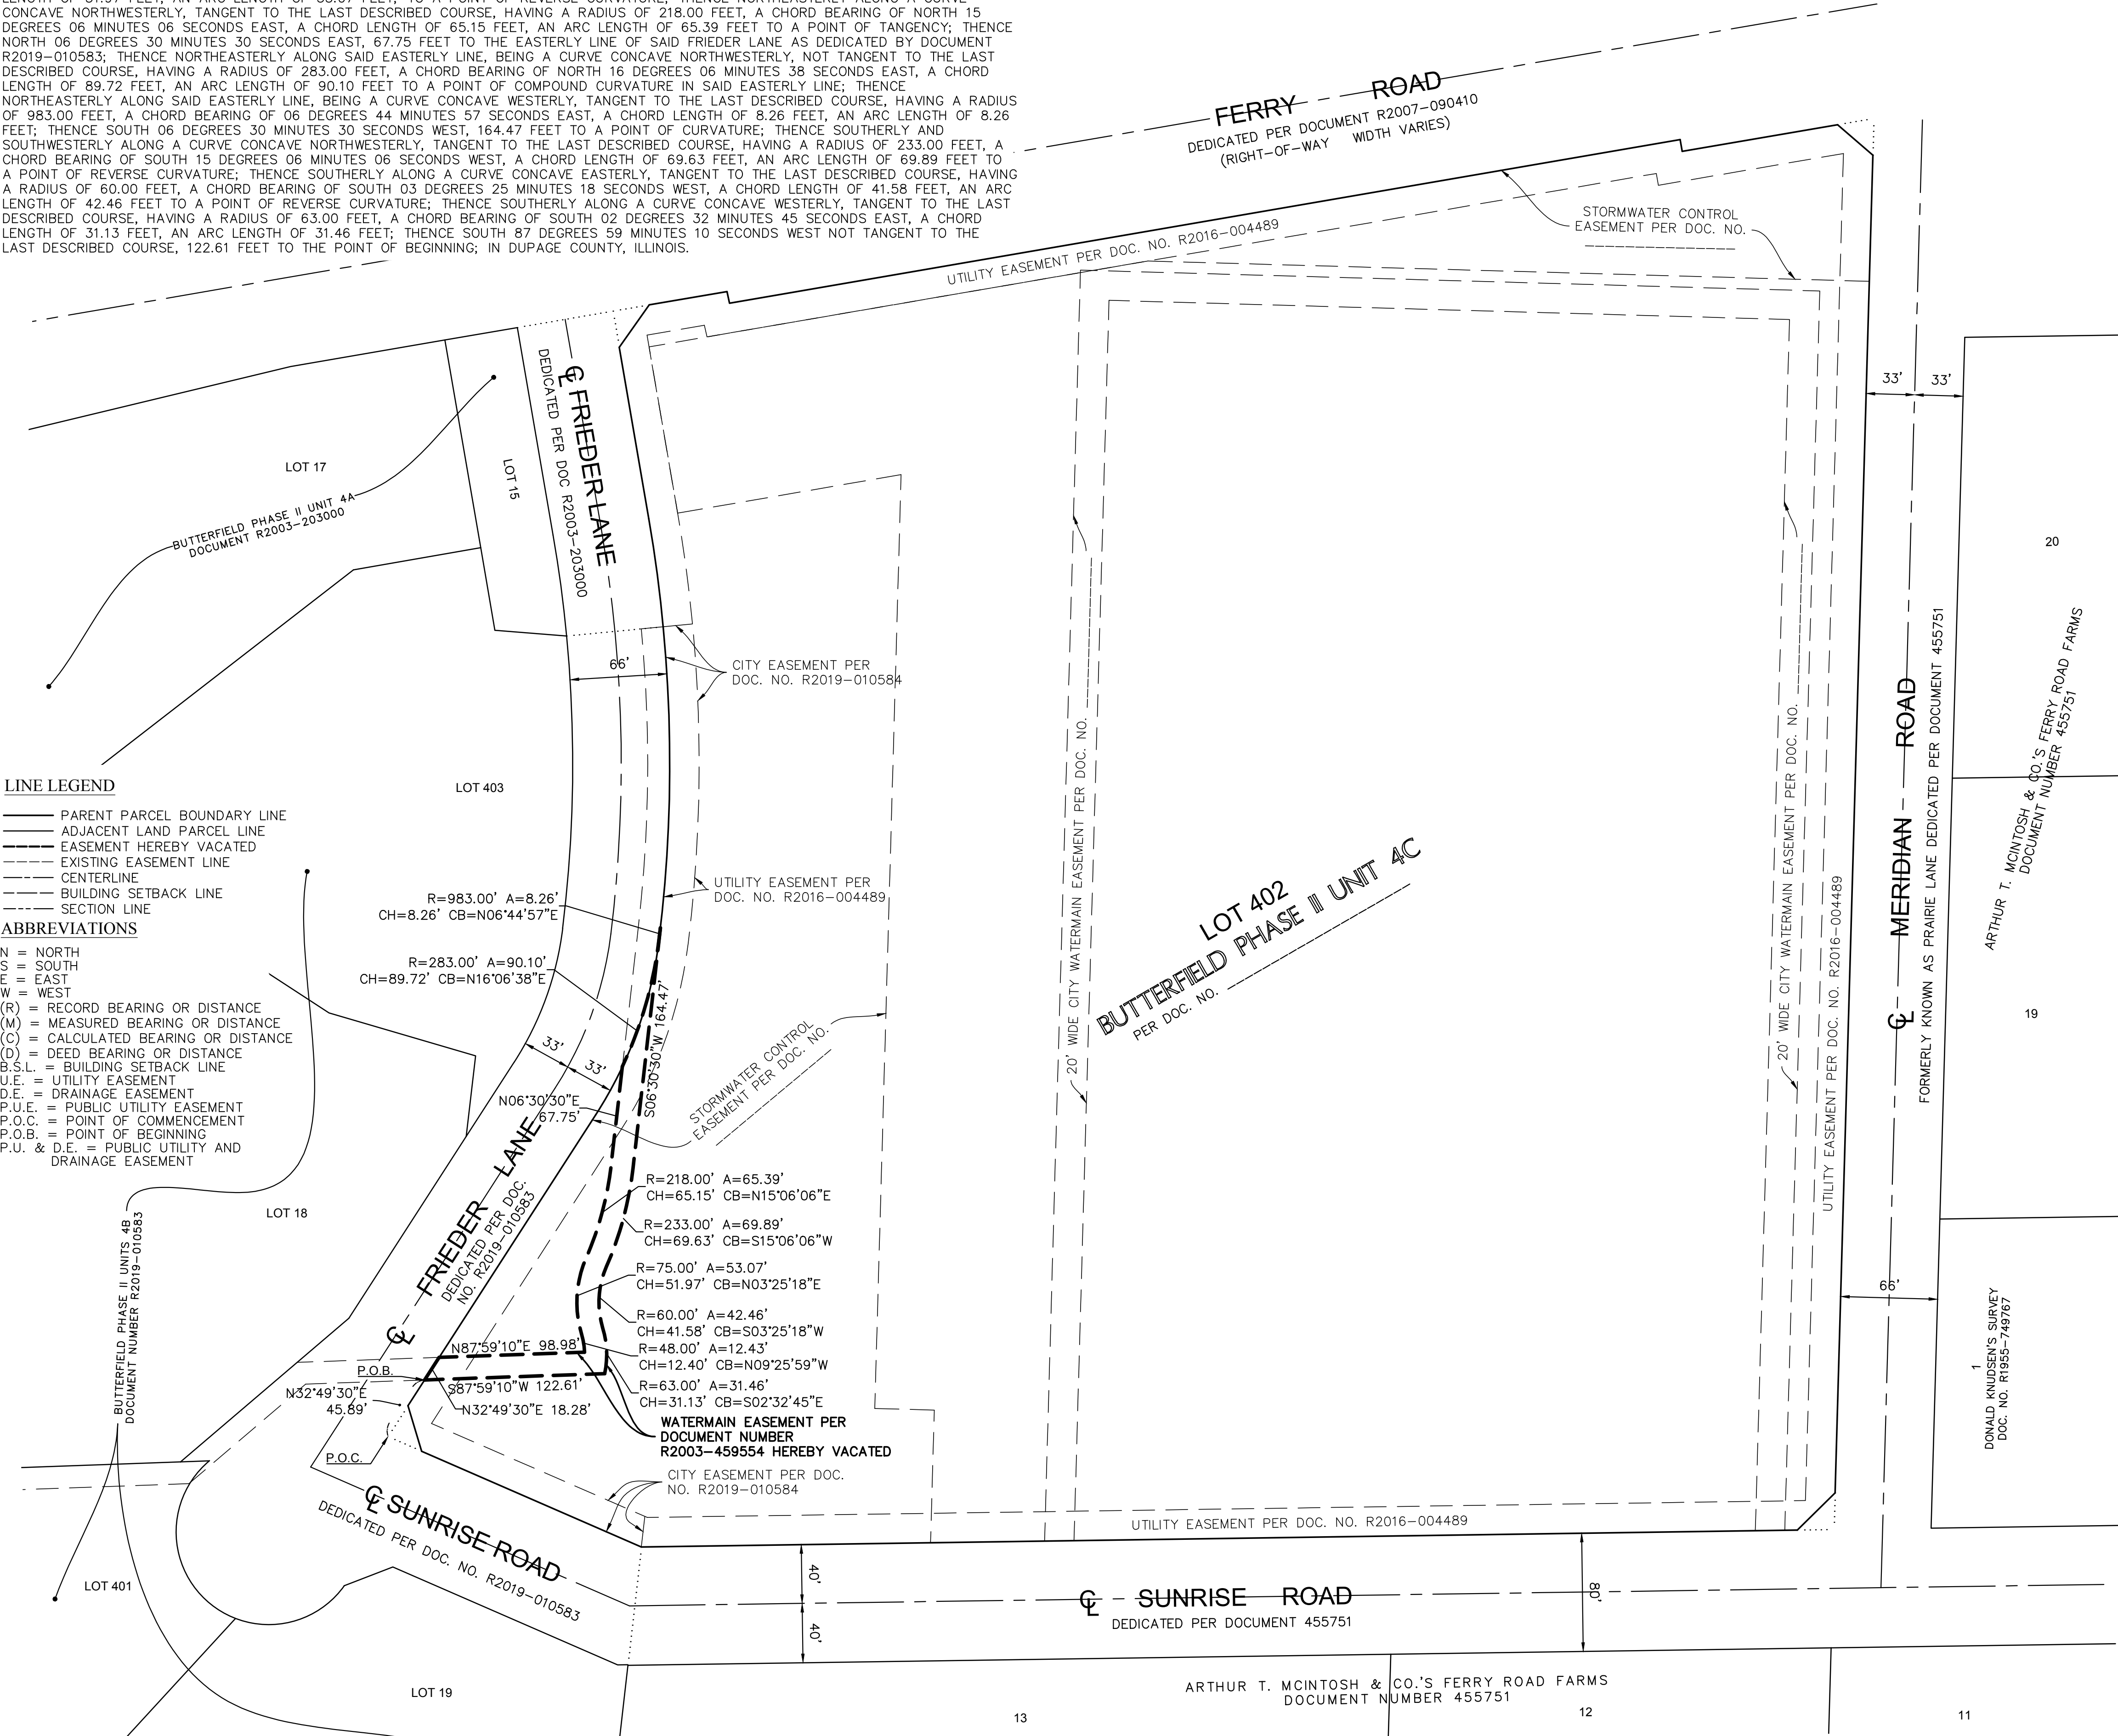 CONCAVE NORTHWESTERLY, TANGENT TO THE LAST DESCRIBED COURSE, HAVING A RADIUS OF 218.00 FEET, A CHORD BEARING OF NORTH 15
DEGREES 06 MINUTES 06 SECONDS EAST, A CHORD LENGTH OF 65.15 FEET, AN ARC LENGTH OF 65.39 FEET TO A POINT OF TANGENCY; THENCE
NORTH 06 DEGREES 30 MINUTES 30 SECONDS EAST, 67.75 FEET TO THE EASTERLY LINE OF SAID FRIEDER LANE AS DEDICATED BY DOCUMENT
R2019-010583; THENCE NORTHEASTERLY ALONG SAID EASTERLY LINE, BEING A CURVE CONCAVE NORTHWESTERLY, NOT TANGENT TO THE LAST
DESCRIBED COURSE, HAVING A RADIUS OF 283.00 FEET, A CHORD BEARING OF NORTH 16 DEGREES 06 MINUTES 38 SECONDS EAST, A CHORD
LENGTH OF 89.72 FEET, AN ARC LENGTH OF 90.10 FEET TO A POINT OF COMPOUND CURVATURE IN SAID EASTERLY LINE; THENCE
NORTHEASTERLY ALONG SAID EASTERLY LINE, BEING A CURVE CONCAVE WESTERLY, TANGENT TO THE LAST DESCRIBED COURSE, HAVING A RADIUS
OF 983.00 FEET, A CHORD BEARING OF 06 DEGREES 44 MINUTES 57 SECONDS EAST, A CHORD LENGTH OF 8.26 FEET, AN ARC LENGTH OF 8.26
FEET; THENCE SOUTH 06 DEGREES 30 MINUTES 30 SECONDS WEST, 164.47 FEET TO A POINT OF CURVATURE; THENCE SOUTHERLY AND
SOUTHWESTERLY ALONG A CURVE CONCAVE NORTHWESTERLY, TANGENT TO THE LAST DESCRIBED COURSE, HAVING A RADIUS OF 233.00 FEET, A
CHORD BEARING OF SOUTH 15 DEGREES 06 MINUTES 06 SECONDS WEST, A CHORD LENGTH OF 69.63 FEET, AN ARC LENGTH OF 69.89 FEET TO
A POINT OF REVERSE CURVATURE; THENCE SOUTHERLY ALONG A CURVE CONCAVE EASTERLY, TANGENT TO THE LAST DESCRIBED COURSE, HAVING
A RADIUS OF 60.00 FEET, A CHORD BEARING OF SOUTH 03 DEGREES 25 MINUTES 18 SECONDS WEST, A CHORD LENGTH OF 41.58 FEET, AN ARC
LENGTH OF 42.46 FEET TO A POINT OF REVERSE CURVATURE; THENCE SOUTHERLY ALONG A CURVE CONCAVE WESTERLY, TANGENT TO THE LAST
DESCRIBED COURSE, HAVING A RADIUS OF 63.00 FEET, A CHORD BEARING OF SOUTH 02 DEGREES 32 MINUTES 45 SECONDS EAST, A CHORD
LENGTH OF 31.13 FEET, AN ARC LENGTH OF 31.46 FEET; THENCE SOUTH 87 DEGREES 59 MINUTES 10 SECONDS WEST NOT TANGENT TO THE
LAST DESCRIBED COURSE, 122.61 FEET TO THE POINT OF BEGINNING; IN DUPAGE COUNTY, ILLINOIS.
FERRY ROAD
DEDICATED PER DOCUMENT R2007-090410
(RIGHT-OF-WAY WIDTH VARIES)
STORMWATER CONTROL
EASEMENT PER DOC. NO.
UTILITY EASEMENT PER DOC. NO. R2016-004489
33' 33'
℄ FRIEDER LANE
DEDICATED PER DOC R2003-203000
LOT 15
LOT 17
BUTTERFIELD PHASE II UNIT 4A
DOCUMENT R2003-203000
20
66'
CITY EASEMENT PER
DOC. NO. R2019-010584
LOT 403
ARTHUR T. MCINTOSH & CO.'S FERRY ROAD FARMS
DOCUMENT NUMBER 455751
LINE LEGEND
PARENT PARCEL BOUNDARY LINE
ADJACENT LAND PARCEL LINE
EASEMENT HEREBY VACATED
EXISTING EASEMENT LINE
CENTERLINE
BUILDING SETBACK LINE
SECTION LINE
ABBREVIATIONS
N = NORTH
S = SOUTH
E = EAST
W = WEST
(R) = RECORD BEARING OR DISTANCE
(M) = MEASURED BEARING OR DISTANCE
(C) = CALCULATED BEARING OR DISTANCE
(D) = DEED BEARING OR DISTANCE
B.S.L. = BUILDING SETBACK LINE
U.E. = UTILITY EASEMENT
D.E. = DRAINAGE EASEMENT
P.U.E. = PUBLIC UTILITY EASEMENT
P.O.C. = POINT OF COMMENCEMENT
P.O.B. = POINT OF BEGINNING
P.U. & D.E. = PUBLIC UTILITY AND
DRAINAGE EASEMENT
UTILITY EASEMENT PER
DOC. NO. R2016-004489
R=983.00' A=8.26'
CH=8.26' CB=N06°44'57"E
R=283.00' A=90.10'
CH=89.72' CB=N16°06'38"E
S06°30'30"W 164.47'
33'
33'
N06°30'30"E
67.75'
STORMWATER CONTROL
EASEMENT PER DOC. NO.
20' WIDE CITY WATERMAIN EASEMENT PER DOC. NO.
LOT 402
BUTTERFIELD PHASE II UNIT 4C
PER DOC. NO.
20' WIDE CITY WATERMAIN EASEMENT PER DOC. NO.
UTILITY EASEMENT PER DOC. NO. R2016-004489
℄ MERIDIAN ROAD
FORMERLY KNOWN AS PRAIRIE LANE DEDICATED PER DOCUMENT 455751
19
R=218.00' A=65.39'
CH=65.15' CB=N15°06'06"E
R=233.00' A=69.89'
CH=69.63' CB=S15°06'06"W
R=75.00' A=53.07'
CH=51.97' CB=N03°25'18"E
R=60.00' A=42.46'
CH=41.58' CB=S03°25'18"W
R=48.00' A=12.43'
CH=12.40' CB=N09°25'59"W
R=63.00' A=31.46'
CH=31.13' CB=S02°32'45"E
WATERMAIN EASEMENT PER
DOCUMENT NUMBER
R2003-459554 HEREBY VACATED
CITY EASEMENT PER DOC.
NO. R2019-010584
℄ FRIEDER LANE
DEDICATED PER DOC.
NO. R2019-010583
LOT 18
BUTTERFIELD PHASE II UNITS 4B
DOCUMENT NUMBER R2019-010583
N87°59'10"E 98.98'
P.O.B.
S87°59'10"W 122.61'
N32°49'30"E
45.89'
N32°49'30"E 18.28'
P.O.C.
66'
1
DONALD KNUDSEN'S SURVEY
DOC. NO. R1955-749767
℄ SUNRISE ROAD
DEDICATED PER DOC. NO. R2019-010583
UTILITY EASEMENT PER DOC. NO. R2016-004489
40'
40'
80'
℄ SUNRISE ROAD
DEDICATED PER DOCUMENT 455751
LOT 401
LOT 19
ARTHUR T. MCINTOSH & CO.'S FERRY ROAD FARMS
DOCUMENT NUMBER 455751
13
12
11